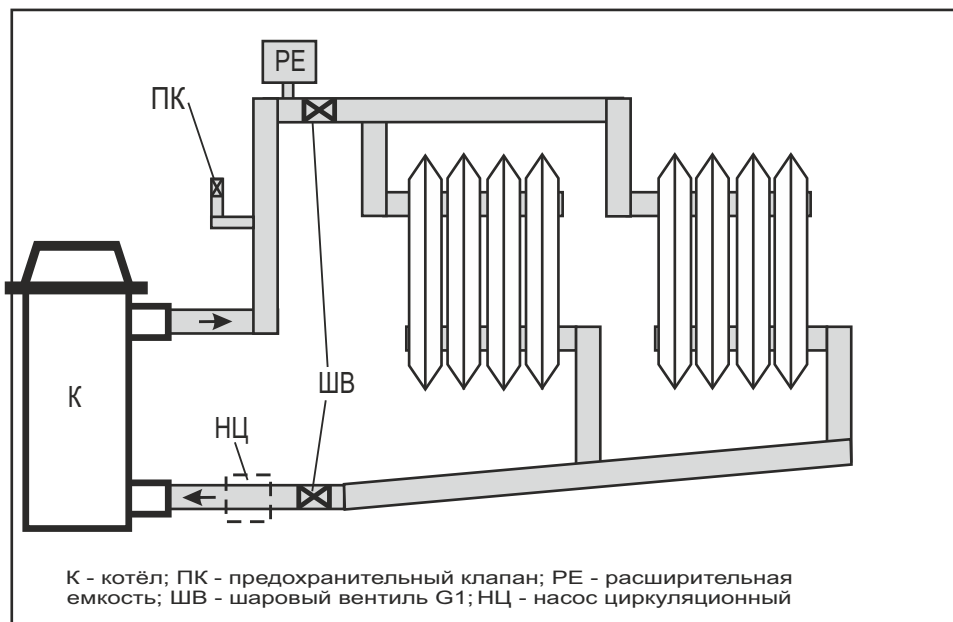 РЕ
ПК
ШВ
К
НЦ
К - котёл; ПК - предохранительный клапан; РЕ - расширительная
емкость; ШВ - шаровый вентиль G1; НЦ - насос циркуляционный